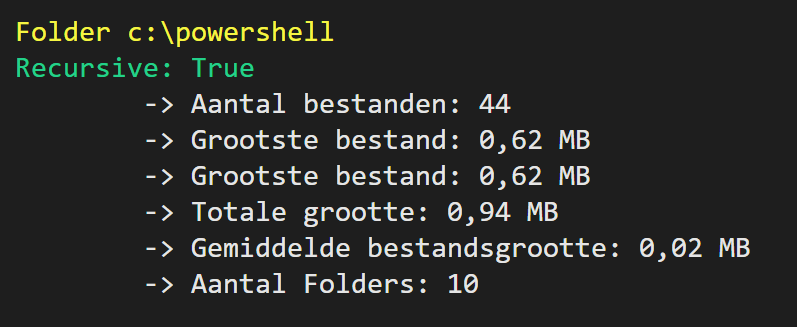 Folder c:\powershell
Recursive: True
-> Aantal bestanden: 44
-> Grootste bestand: 0,62 MB
-> Grootste bestand: 0,62 MB
-> Totale grootte: 0,94 MB
-> Gemiddelde bestandsgrootte: 0,02 MB
-> Aantal Folders: 10